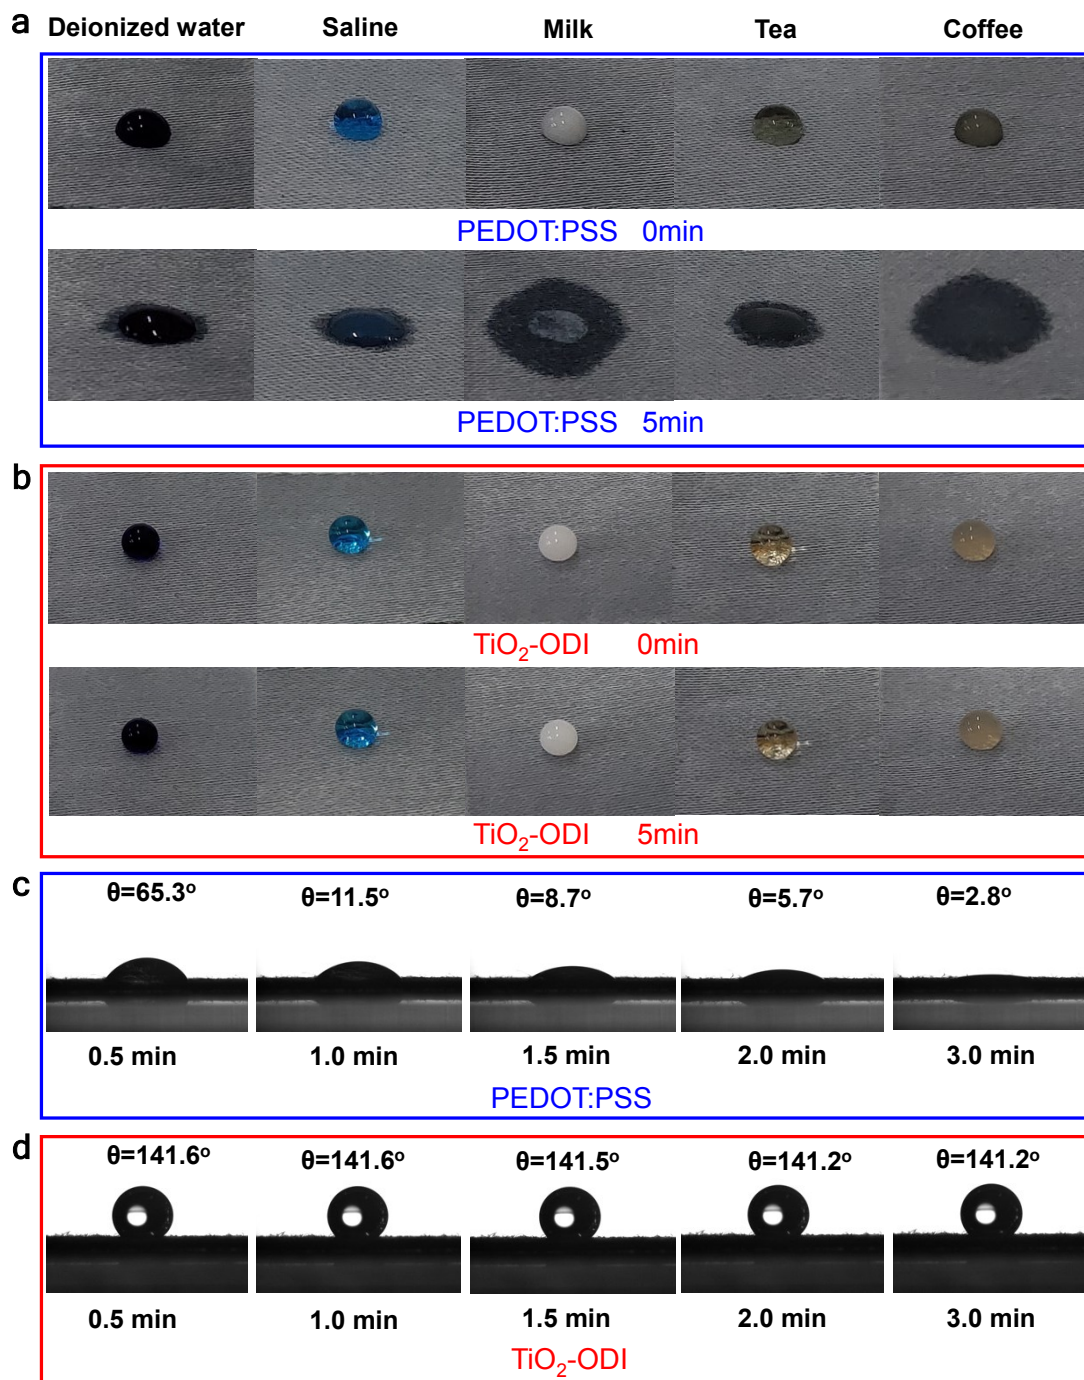 a
Deionized water Saline Milk Tea Coffee
PEDOT:PSS 0min
PEDOT:PSS 5min
b
TiO₂-ODI 0min
TiO₂-ODI 5min
c
θ=65.3° θ=11.5° θ=8.7° θ=5.7° θ=2.8°
0.5 min 1.0 min 1.5 min 2.0 min 3.0 min
PEDOT:PSS
d
θ=141.6° θ=141.6° θ=141.5° θ=141.2° θ=141.2°
0.5 min 1.0 min 1.5 min 2.0 min 3.0 min
TiO₂-ODI